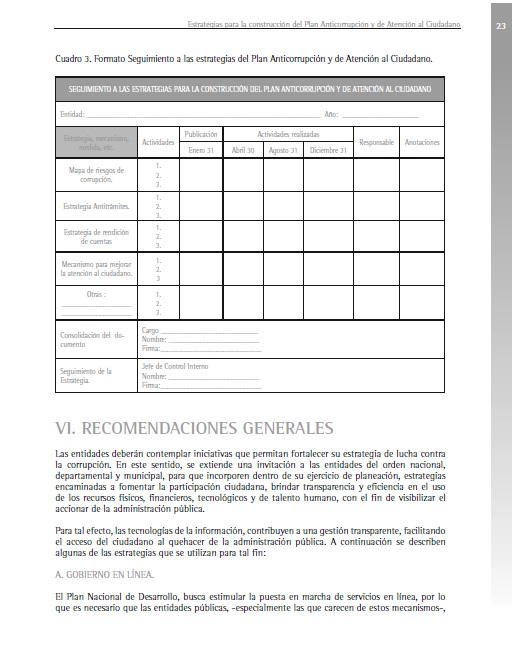 Estrategias para la construcción del Plan Anticorrupción y de Atención al Ciudadano
23
Cuadro 3. Formato Seguimiento a las estrategias del Plan Anticorrupción y de Atención al Ciudadano.
SEGUIMIENTO A LAS ESTRATEGIAS PARA LA CONSTRUCCIÓN DEL PLAN ANTICORRUPCIÓN Y DE ATENCIÓN AL CIUDADANO
Entidad: ____ Año: ____
Estrategia, mecanismo, medida, etc.
Actividades
Publicación
Enero 31
Actividades realizadas
Abril 30
Agosto 31
Diciembre 31
Responsable
Anotaciones
Mapa de riesgos de
corrupción.
1.
2.
3.
Estrategia Antitrámites.
1.
2.
3.
Estrategia de rendición
de cuentas
1.
2.
3.
Mecanismo para mejorar
la atención al ciudadano.
1.
2.
3
Otras :
1.
2.
3.
Consolidación del do-
cumento
Cargo ____
Nombre: ____
Firma:____
Seguimiento de la
Estrategia.
Jefe de Control Interno
Nombre: ____
Firma:____
VI. RECOMENDACIONES GENERALES
Las entidades deberán contemplar iniciativas que permitan fortalecer su estrategia de lucha contra
la corrupción. En este sentido, se extiende una invitación a las entidades del orden nacional,
departamental y municipal, para que incorporen dentro de su ejercicio de planeación, estrategias
encaminadas a fomentar la participación ciudadana, brindar transparencia y eficiencia en el uso
de los recursos físicos, financieros, tecnológicos y de talento humano, con el fin de visibilizar el
accionar de la administración pública.
Para tal efecto, las tecnologías de la información, contribuyen a una gestión transparente, facilitando
el acceso del ciudadano al quehacer de la administración pública. A continuación se describen
algunas de las estrategias que se utilizan para tal fin:
A. GOBIERNO EN LÍNEA.
El Plan Nacional de Desarrollo, busca estimular la puesta en marcha de servicios en línea, por lo
que es necesario que las entidades públicas, -especialmente las que carecen de estos mecanismos-,